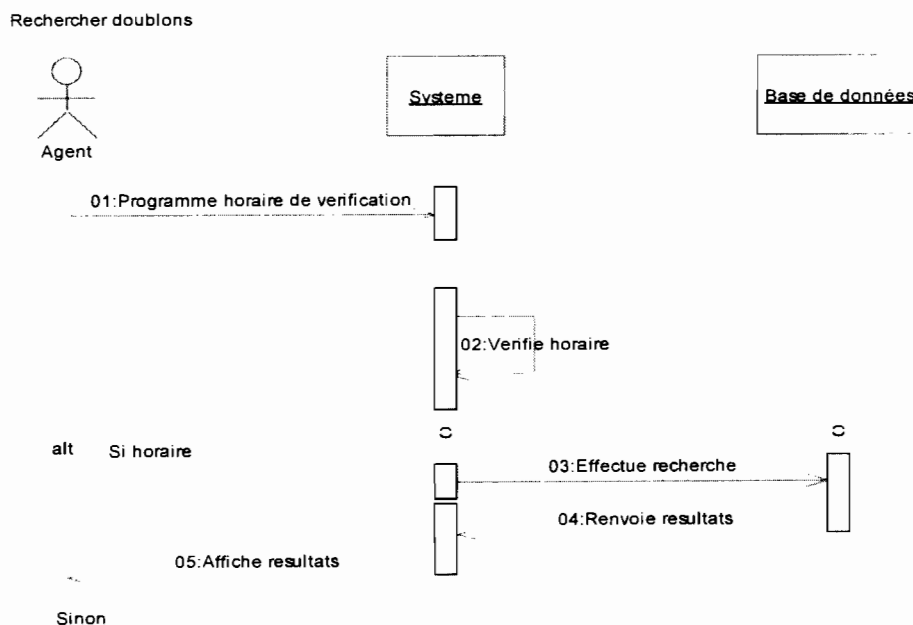 Rechercher doublons
Agent
Systeme
Base de données
01:Programme horaire de verification
02:Verifie horaire
alt
Si horaire
03:Effectue recherche
04:Renvoie resultats
05:Affiche resultats
Sinon